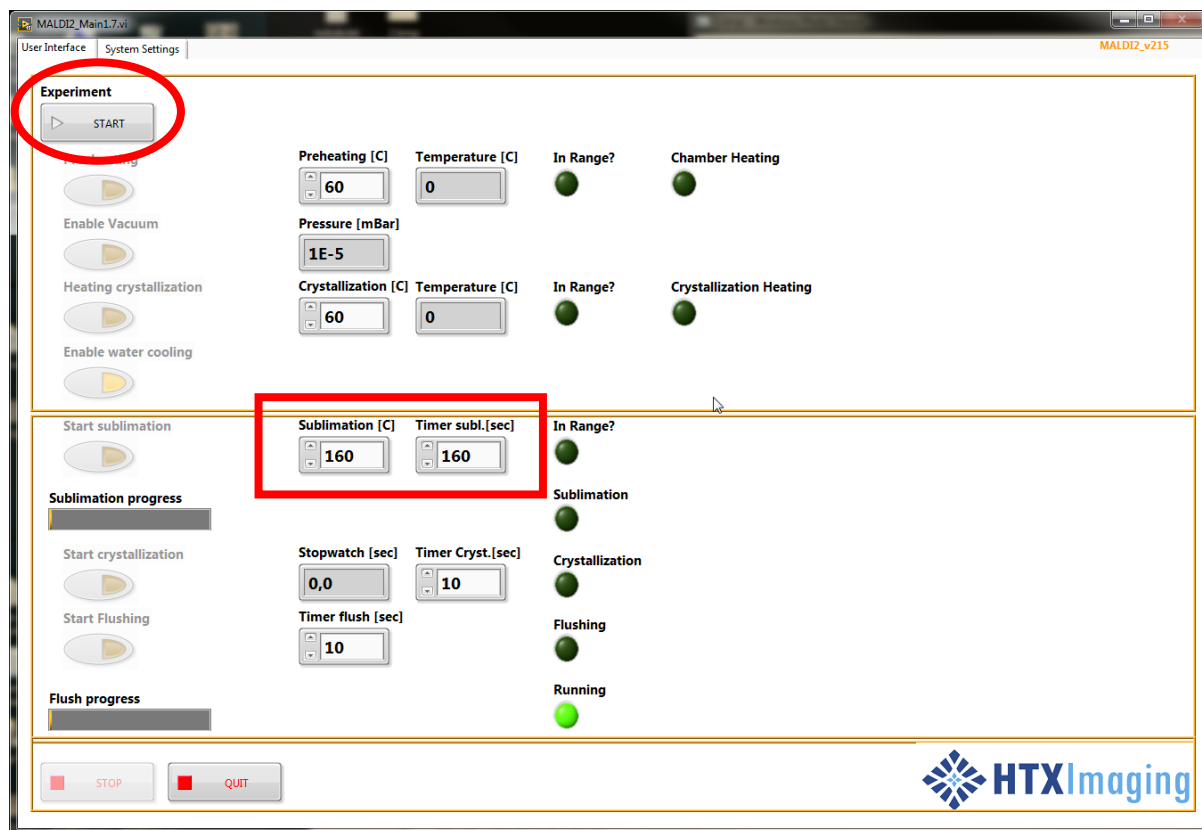 MALDI2_Main1.7.vi
User Interface System Settings MALDI2_v215
Experiment
START
Preheating [C] Temperature [C] In Range? Chamber Heating
60 0
Enable Vacuum Pressure [mBar]
1E-5
Heating crystallization Crystallization [C] Temperature [C] In Range? Crystallization Heating
60 0
Enable water cooling
Start sublimation Sublimation [C] Timer subl.[sec] In Range?
160 160
Sublimation progress Sublimation
Start crystallization Stopwatch [sec] Timer Cryst.[sec] Crystallization
0,0 10
Start Flushing Timer flush [sec] Flushing
10
Flush progress Running
STOP QUIT HTXImaging